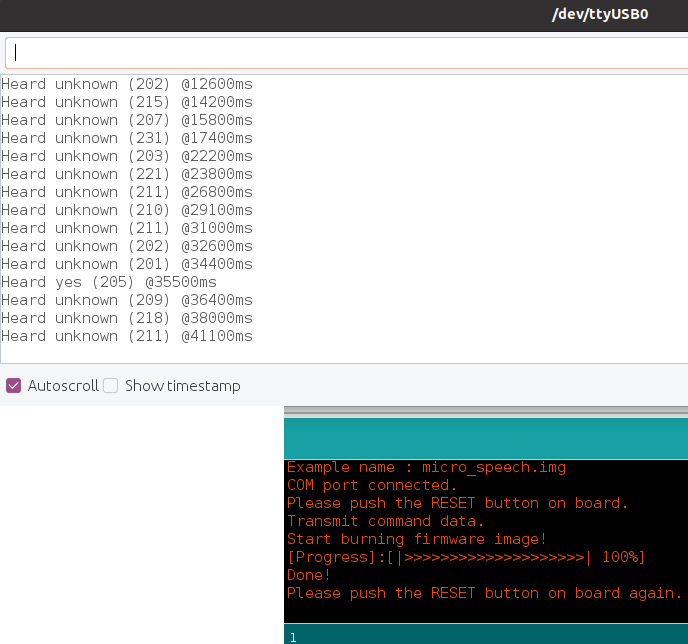 /dev/ttyUSB0
Heard unknown (202) @12600ms
Heard unknown (215) @14200ms
Heard unknown (207) @15800ms
Heard unknown (231) @17400ms
Heard unknown (203) @22200ms
Heard unknown (221) @23800ms
Heard unknown (211) @26800ms
Heard unknown (210) @29100ms
Heard unknown (211) @31000ms
Heard unknown (202) @32600ms
Heard unknown (201) @34400ms
Heard yes (205) @35500ms
Heard unknown (209) @36400ms
Heard unknown (218) @38000ms
Heard unknown (211) @41100ms
Autoscroll Show timestamp
Example name : micro_speech.img
COM port connected.
Please push the RESET button on board.
Transmit command data.
Start burning firmware image!
[Progress]:[|>>>>>>>>>>>>>>>>>>>>| 100%]
Done!
Please push the RESET button on board again.
1